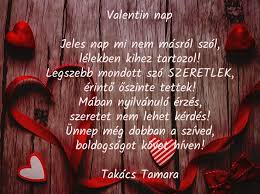 Valentin nap
Jeles nap mi nem másról szól,
lélekben kihez tartozol!
Legszebb mondott szó SZERETLEK,
érintő őszinte tettek!
Mában nyilvánuló érzés,
szeretet nem lehet kérdés!
Ünnep még dobban a szíved,
boldogságot követ híven!
Takács Tamara